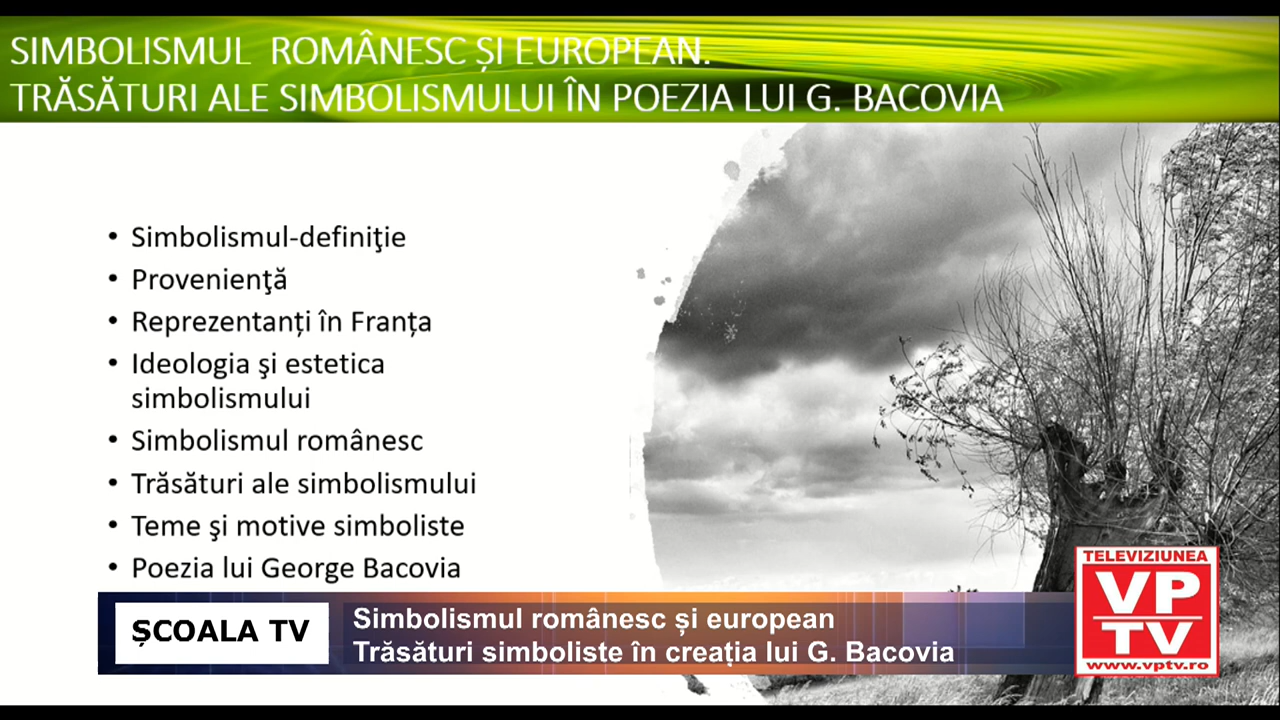 SIMBOLISMUL ROMÂNESC ȘI EUROPEAN.
TRĂSĂTURI ALE SIMBOLISMULUI ÎN POEZIA LUI G. BACOVIA
• Simbolismul-definiţie
• Provenienţă
• Reprezentanți în Franța
• Ideologia şi estetica
simbolismului
• Simbolismul românesc
• Trăsături ale simbolismului
• Teme şi motive simboliste
• Poezia lui George Bacovia
ȘCOALA TV
Simbolismul românesc și european
Trăsături simboliste în creația lui G. Bacovia
TELEVIZIUNEA
VP
TV
www.vptv.ro